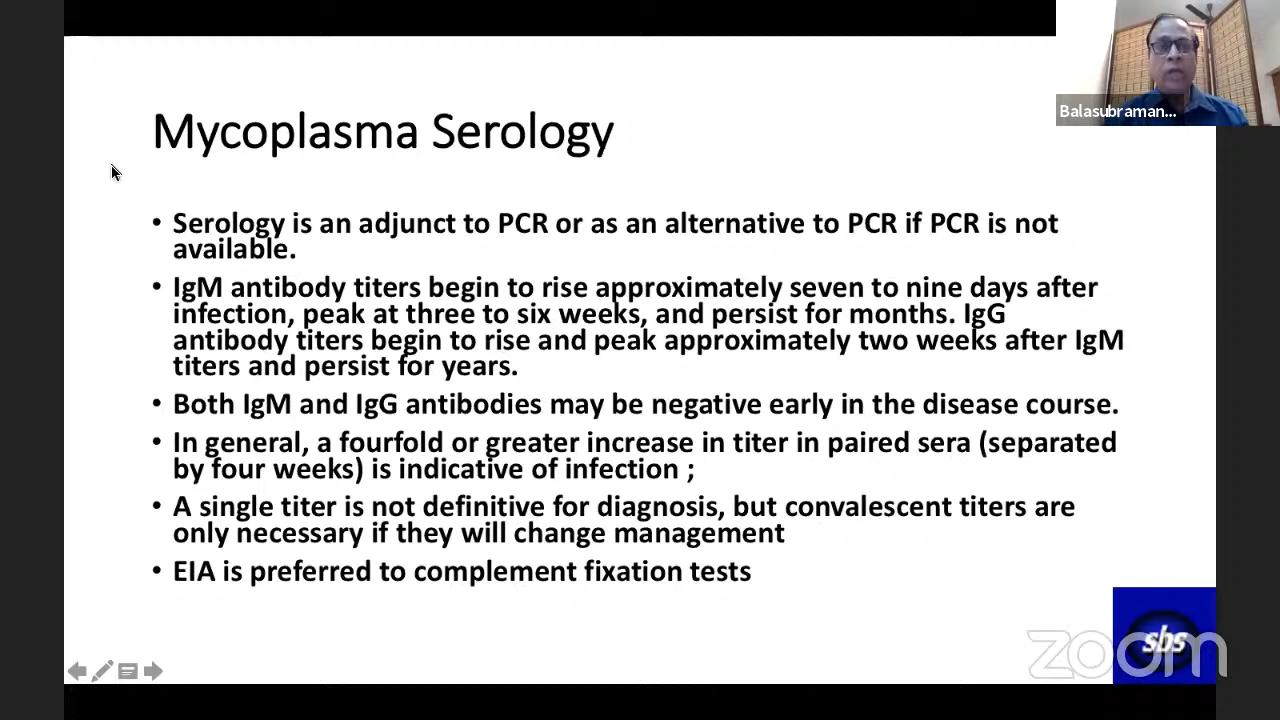 Balasubraman...
Mycoplasma Serology
• Serology is an adjunct to PCR or as an alternative to PCR if PCR is not
available.
• IgM antibody titers begin to rise approximately seven to nine days after
infection, peak at three to six weeks, and persist for months. IgG
antibody titers begin to rise and peak approximately two weeks after IgM
titers and persist for years.
• Both IgM and IgG antibodies may be negative early in the disease course.
• In general, a fourfold or greater increase in titer in paired sera (separated
by four weeks) is indicative of infection ;
• A single titer is not definitive for diagnosis, but convalescent titers are
only necessary if they will change management
• EIA is preferred to complement fixation tests
sbs
zoom